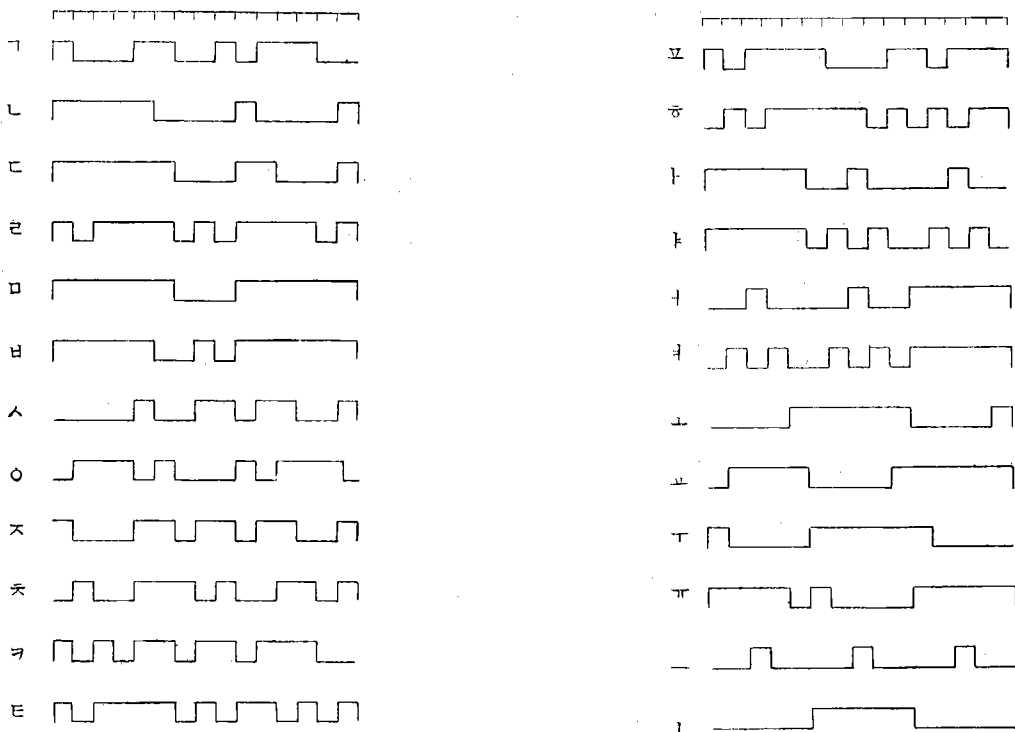 ㄱ
ㄴ
ㄷ
ㄹ
ㅁ
ㅂ
ㅅ
ㅇ
ㅈ
ㅊ
ㅋ
ㅌ
ㅍ
ㅎ
ㅏ
ㅑ
ㅓ
ㅕ
ㅗ
ㅛ
ㅜ
ㅠ
ㅡ
ㅣ